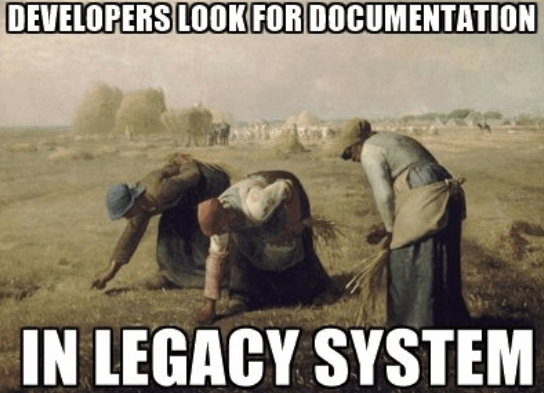 DEVELOPERS LOOK FOR DOCUMENTATION
IN LEGACY SYSTEM